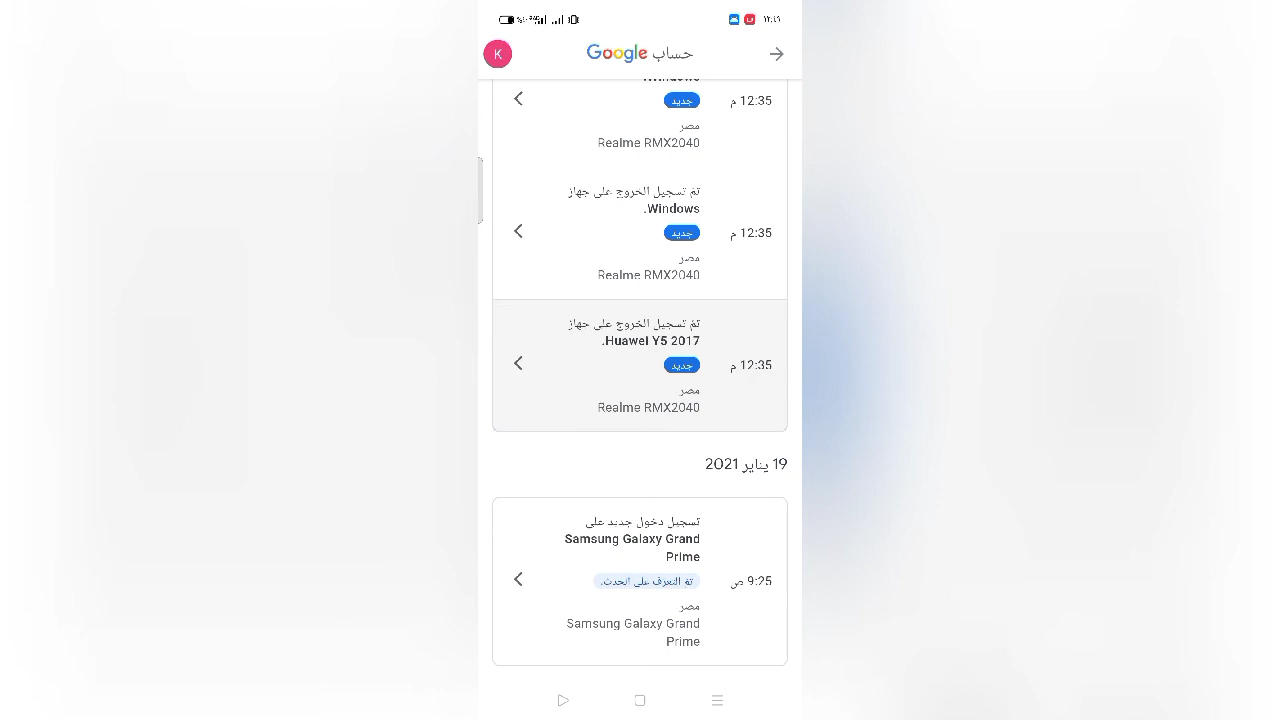 ١٢:٤٩
حساب Google
K
12:35 م
جديد
مصر
Realme RMX2040
تمّ تسجيل الخروج على جهاز
Windows.
12:35 م
جديد
مصر
Realme RMX2040
تمّ تسجيل الخروج على جهاز
Huawei Y5 2017.
12:35 م
جديد
مصر
Realme RMX2040
19 يناير 2021
تسجيل دخول جديد على
Samsung Galaxy Grand
Prime
9:25 ص
تمّ التعرف على الحدث.
مصر
Samsung Galaxy Grand
Prime